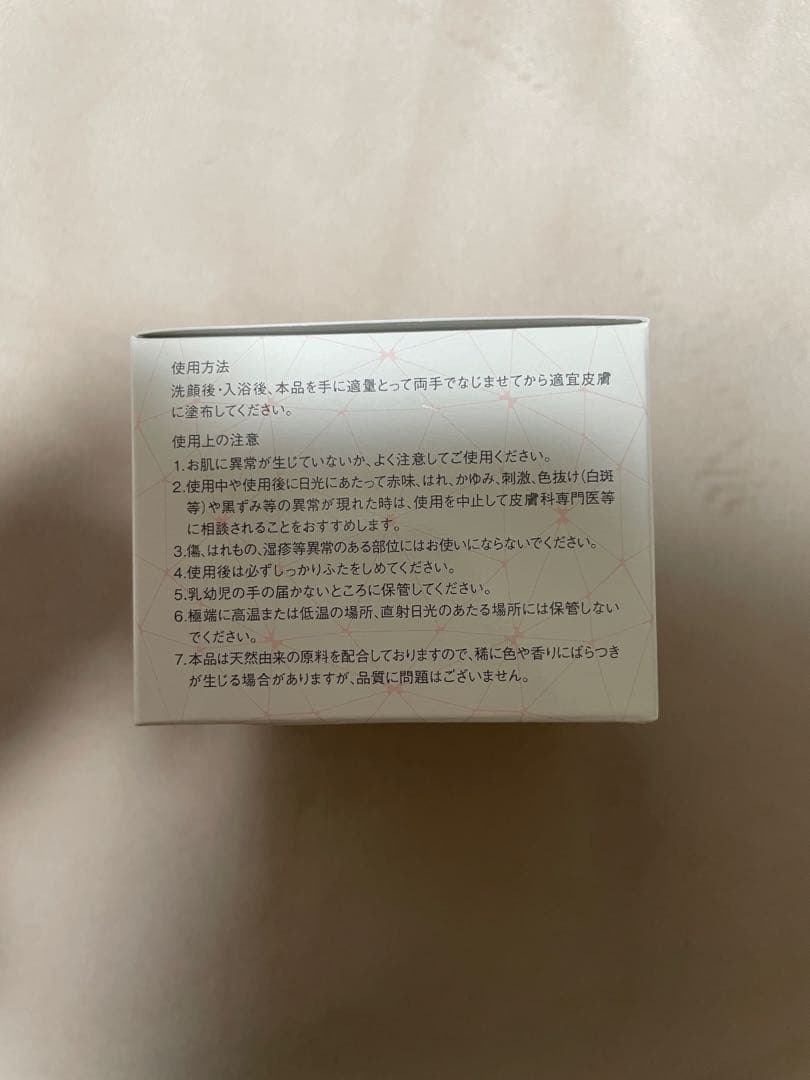 使用方法
洗顔後・入浴後、本品を手に適量とって両手でなじませてから適宜皮膚
に塗布してください。
使用上の注意
1.お肌に異常が生じていないか、よく注意してご使用ください。
2.使用中や使用後に日光にあたって赤味、はれ、かゆみ、刺激、色抜け(白斑
等)や黒ずみ等の異常が現れた時は、使用を中止して皮膚科専門医等
に相談されることをおすすめします。
3.傷、はれもの、湿疹等異常のある部位にはお使いにならないでください。
4.使用後は必ずしっかりふたをしめてください。
5.乳幼児の手の届かないところに保管してください。
6.極端に高温または低温の場所、直射日光のあたる場所には保管しない
でください。
7.本品は天然由来の原料を配合しておりますので、稀に色や香りにばらつき
が生じる場合がありますが、品質に問題はございません。